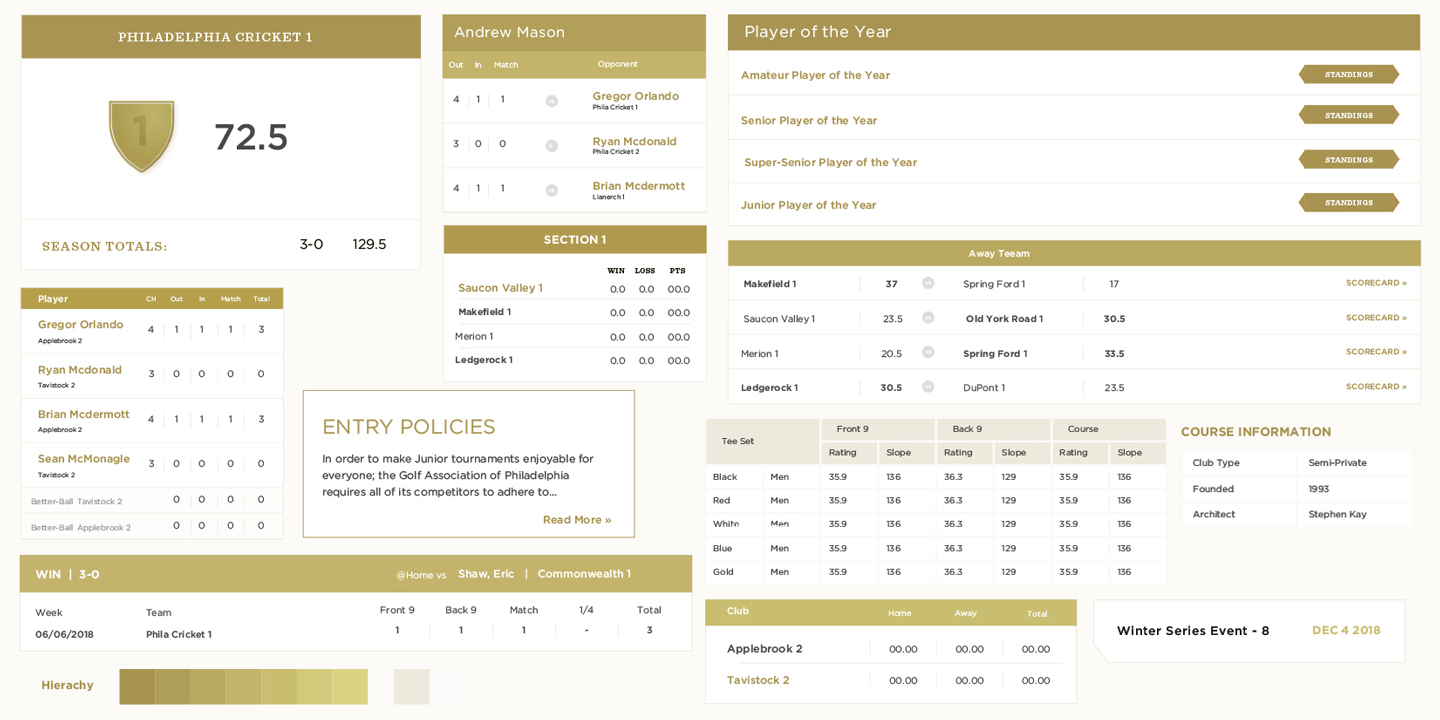 PHILADELPHIA CRICKET 1
1
72.5
SEASON TOTALS: 3-0 129.5
Andrew Mason
Out In Match Opponent
4 1 1 vs Gregor Orlando
Phila Cricket 1
3 0 0 Ryan Mcdonald
Phila Cricket 2
4 1 1 vs Brian Mcdermott
Llanerch 1
Player of the Year
Amateur Player of the Year STANDINGS
Senior Player of the Year STANDINGS
Super-Senior Player of the Year STANDINGS
Junior Player of the Year STANDINGS
SECTION 1
WIN LOSS PTS
Saucon Valley 1 0.0 0.0 00.0
Makefield 1 0.0 0.0 00.0
Merion 1 0.0 0.0 00.0
Ledgerock 1 0.0 0.0 00.0
Away Teeam
Makefield 1 37 vs Spring Ford 1 17 SCORECARD »
Saucon Valley 1 23.5 vs Old York Road 1 30.5 SCORECARD »
Merion 1 20.5 vs Spring Ford 1 33.5 SCORECARD »
Ledgerock 1 30.5 vs DuPont 1 23.5 SCORECARD »
Player CH Out In Match Total
Gregor Orlando 4 1 1 1 3
Applebrook 2
Ryan Mcdonald 3 0 0 0 0
Tavistock 2
Brian Mcdermott 4 1 1 1 3
Applebrook 2
Sean McMonagle 3 0 0 0 0
Tavistock 2
Better-Ball Tavistock 2 0 0 0 0
Better-Ball Applebrook 2 0 0 0 0
ENTRY POLICIES
In order to make Junior tournaments enjoyable for
everyone; the Golf Association of Philadelphia
requires all of its competitors to adhere to...
Read More »
Tee Set Front 9 Back 9 Course
Rating Slope Rating Slope Rating Slope
Black Men 35.9 136 36.3 129 35.9 136
Red Men 35.9 136 36.3 129 35.9 136
White Men 35.9 136 36.3 129 35.9 136
Blue Men 35.9 136 36.3 129 35.9 136
Gold Men 35.9 136 36.3 129 35.9 136
COURSE INFORMATION
Club Type Semi-Private
Founded 1993
Architect Stephen Kay
WIN | 3-0 @Home vs Shaw, Eric | Commonwealth 1
Week Team Front 9 Back 9 Match 1/4 Total
06/06/2018 Phila Cricket 1 1 1 1 - 3
Club Home Away Total
Applebrook 2 00.00 00.00 00.00
Tavistock 2 00.00 00.00 00.00
Winter Series Event - 8 DEC 4 2018
Hierachy